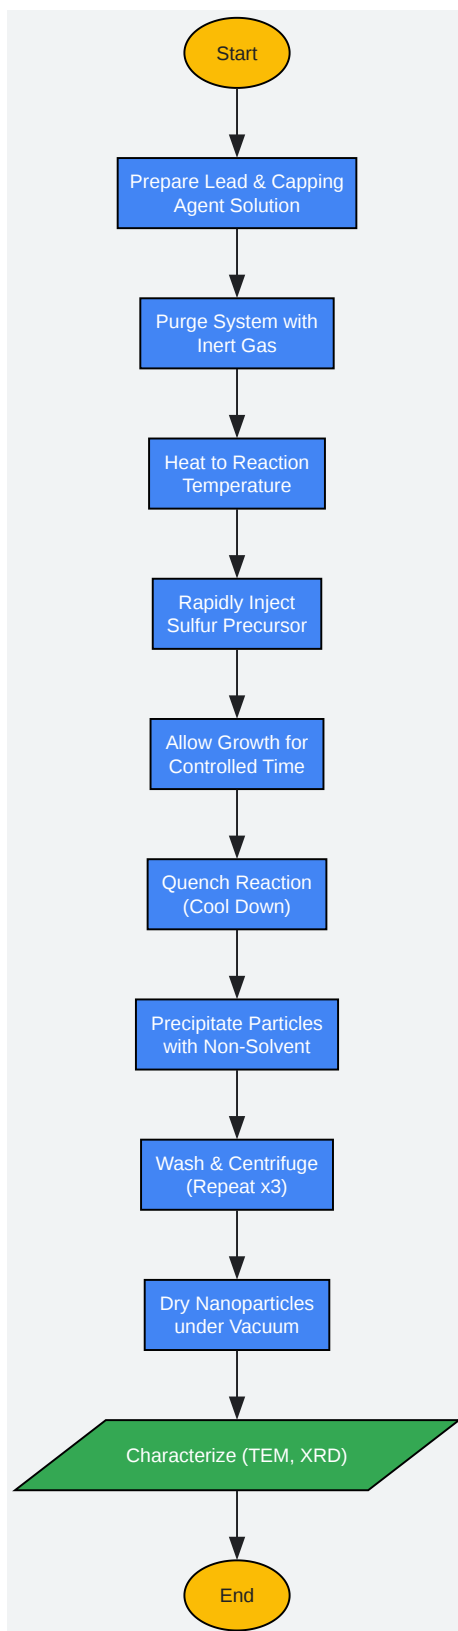 Start
Prepare Lead & Capping
Agent Solution
Purge System with
Inert Gas
Heat to Reaction
Temperature
Rapidly Inject
Sulfur Precursor
Allow Growth for
Controlled Time
Quench Reaction
(Cool Down)
Precipitate Particles
with Non-Solvent
Wash & Centrifuge
(Repeat x3)
Dry Nanoparticles
under Vacuum
Characterize (TEM, XRD)
End